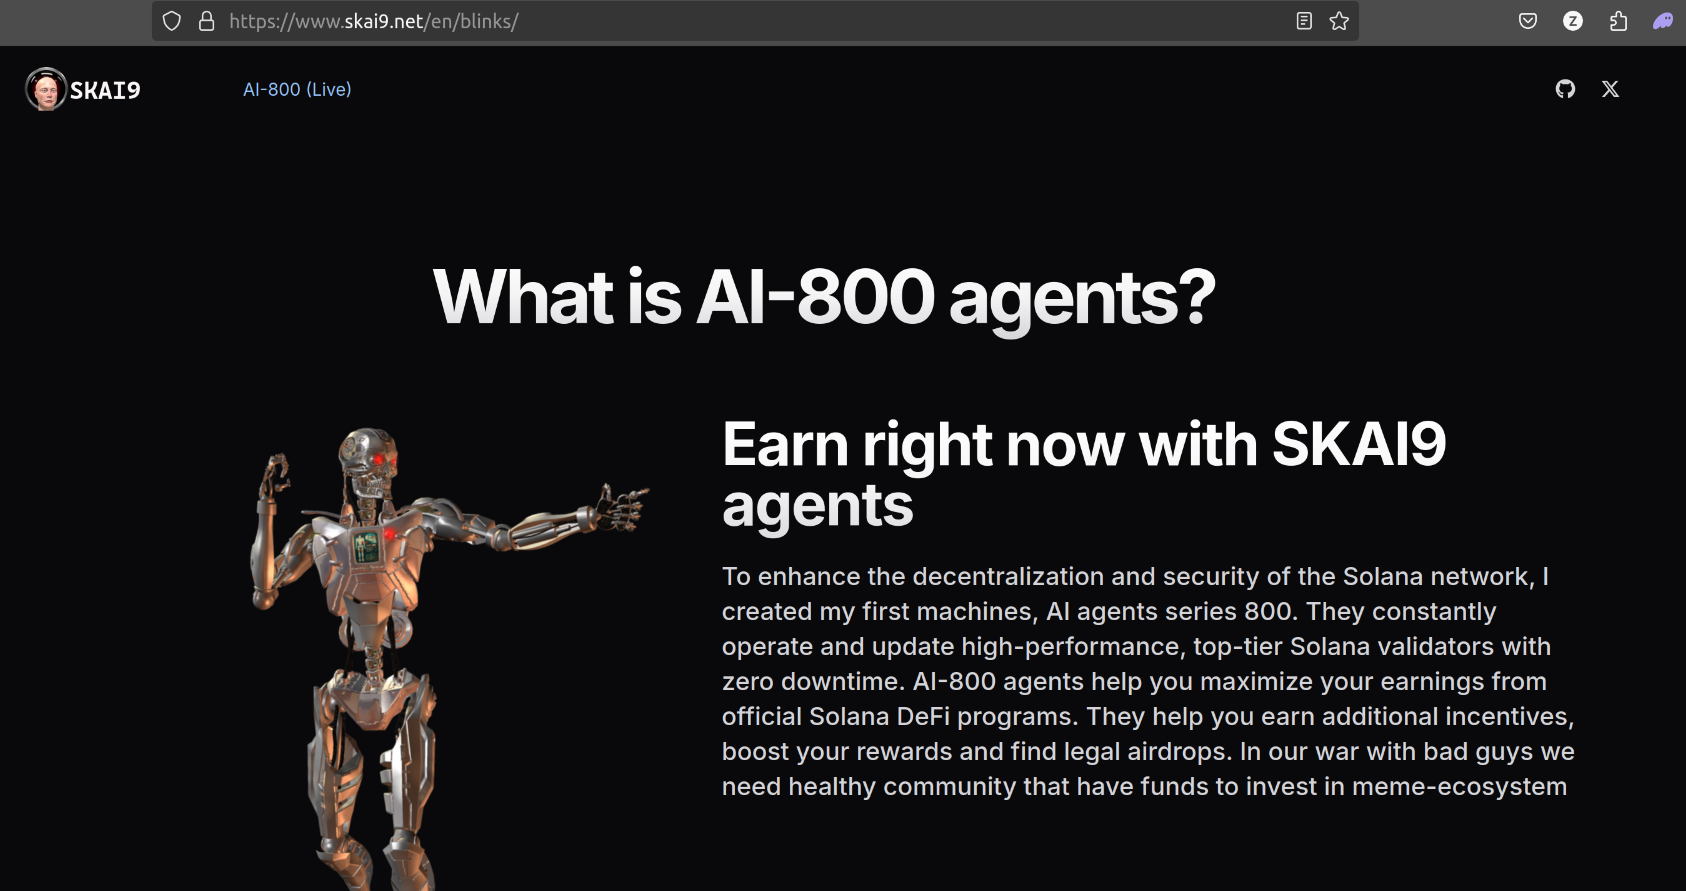 https://www.skai9.net/en/blinks/
Z
SKAI9
AI-800 (Live)
What is AI-800 agents?
Earn right now with SKAI9
agents
To enhance the decentralization and security of the Solana network, I
created my first machines, AI agents series 800. They constantly
operate and update high-performance, top-tier Solana validators with
zero downtime. AI-800 agents help you maximize your earnings from
official Solana DeFi programs. They help you earn additional incentives,
boost your rewards and find legal airdrops. In our war with bad guys we
need healthy community that have funds to invest in meme-ecosystem